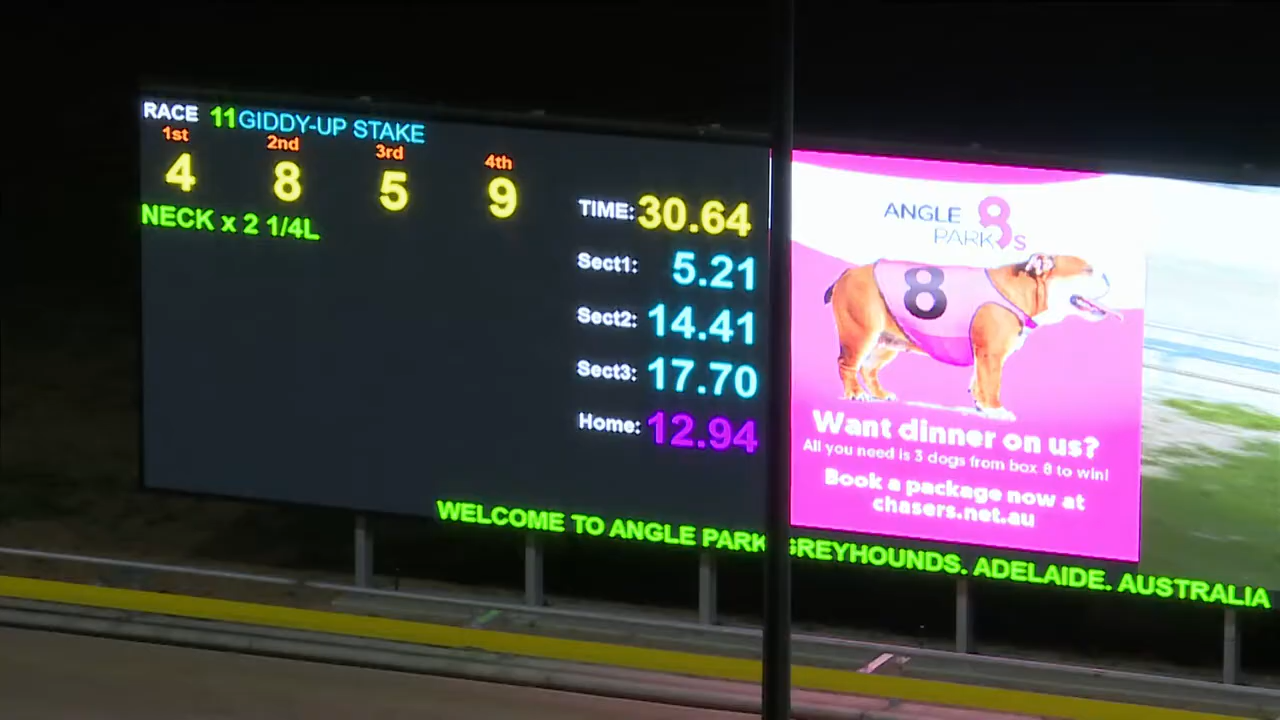 RACE 11 GIDDY-UP STAKE
1st 2nd 3rd 4th
4 8 5 9
NECK x 2 1/4L
TIME: 30.64
Sect1: 5.21
Sect2: 14.41
Sect3: 17.70
Home: 12.94
ANGLE
PARK 8s
8
Want dinner on us?
All you need is 3 dogs from box 8 to win!
Book a package now at
chasers.net.au
WELCOME TO ANGLE PARK GREYHOUNDS. ADELAIDE. AUSTRALIA